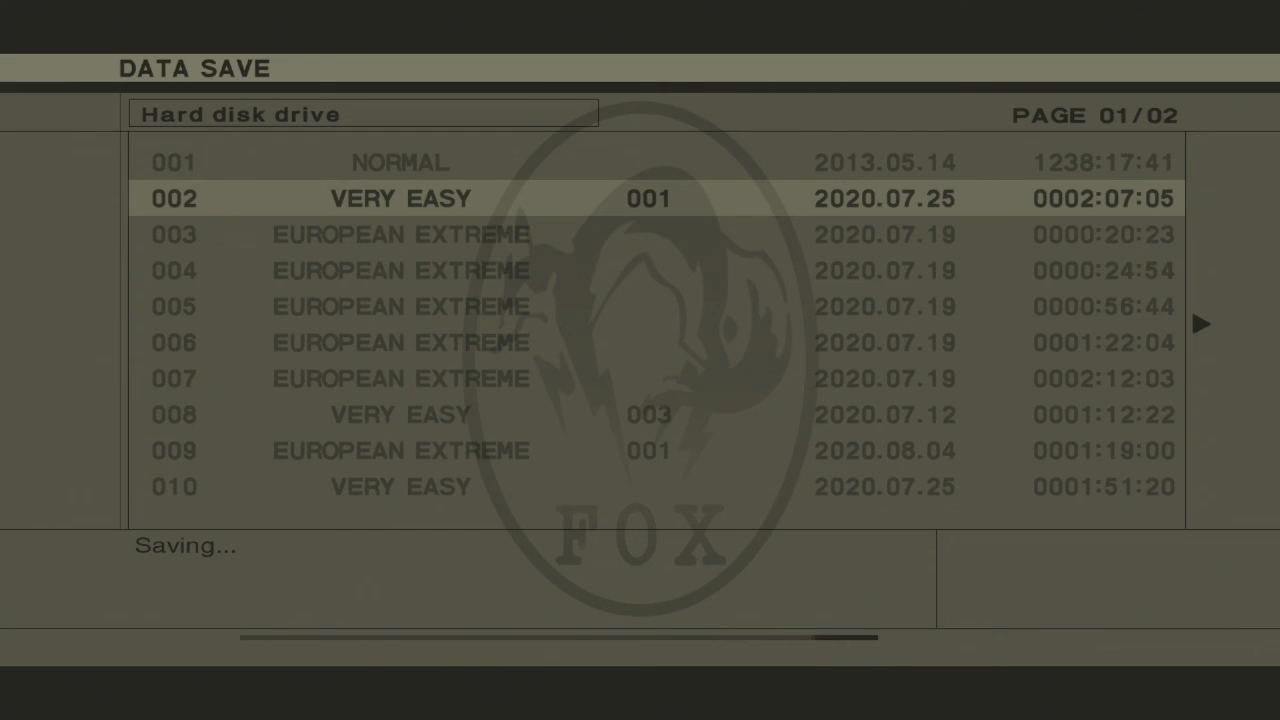 DATA SAVE
Hard disk drive PAGE 01/02
001 NORMAL 2013.05.14 1238:17:41
002 VERY EASY 001 2020.07.25 0002:07:05
003 EUROPEAN EXTREME 2020.07.19 0000:20:23
004 EUROPEAN EXTREME 2020.07.19 0000:24:54
005 EUROPEAN EXTREME 2020.07.19 0000:56:44
006 EUROPEAN EXTREME 2020.07.19 0001:22:04
007 EUROPEAN EXTREME 2020.07.19 0002:12:03
008 VERY EASY 003 2020.07.12 0001:12:22
009 EUROPEAN EXTREME 001 2020.08.04 0001:19:00
010 VERY EASY 2020.07.25 0001:51:20
FOX
Saving...